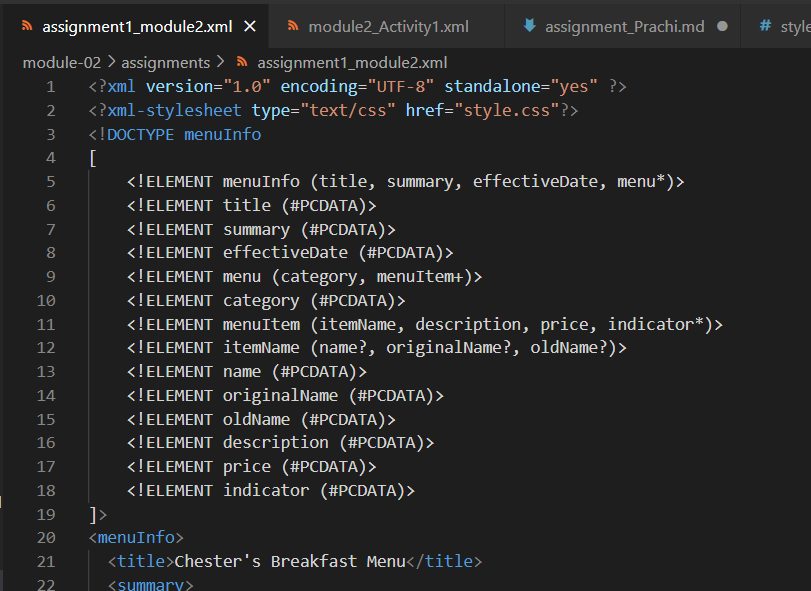 assignment1_module2.xml × module2_Activity1.xml assignment_Prachi.md ● # style
module-02 > assignments > assignment1_module2.xml
1 <?xml version="1.0" encoding="UTF-8" standalone="yes" ?>
2 <?xml-stylesheet type="text/css" href="style.css"?>
3 <!DOCTYPE menuInfo
4 [
5 <!ELEMENT menuInfo (title, summary, effectiveDate, menu*)>
6 <!ELEMENT title (#PCDATA)>
7 <!ELEMENT summary (#PCDATA)>
8 <!ELEMENT effectiveDate (#PCDATA)>
9 <!ELEMENT menu (category, menuItem+)>
10 <!ELEMENT category (#PCDATA)>
11 <!ELEMENT menuItem (itemName, description, price, indicator*)>
12 <!ELEMENT itemName (name?, originalName?, oldName?)>
13 <!ELEMENT name (#PCDATA)>
14 <!ELEMENT originalName (#PCDATA)>
15 <!ELEMENT oldName (#PCDATA)>
16 <!ELEMENT description (#PCDATA)>
17 <!ELEMENT price (#PCDATA)>
18 <!ELEMENT indicator (#PCDATA)>
19 ]>
20 <menuInfo>
21 <title>Chester's Breakfast Menu</title>
22 <summary>